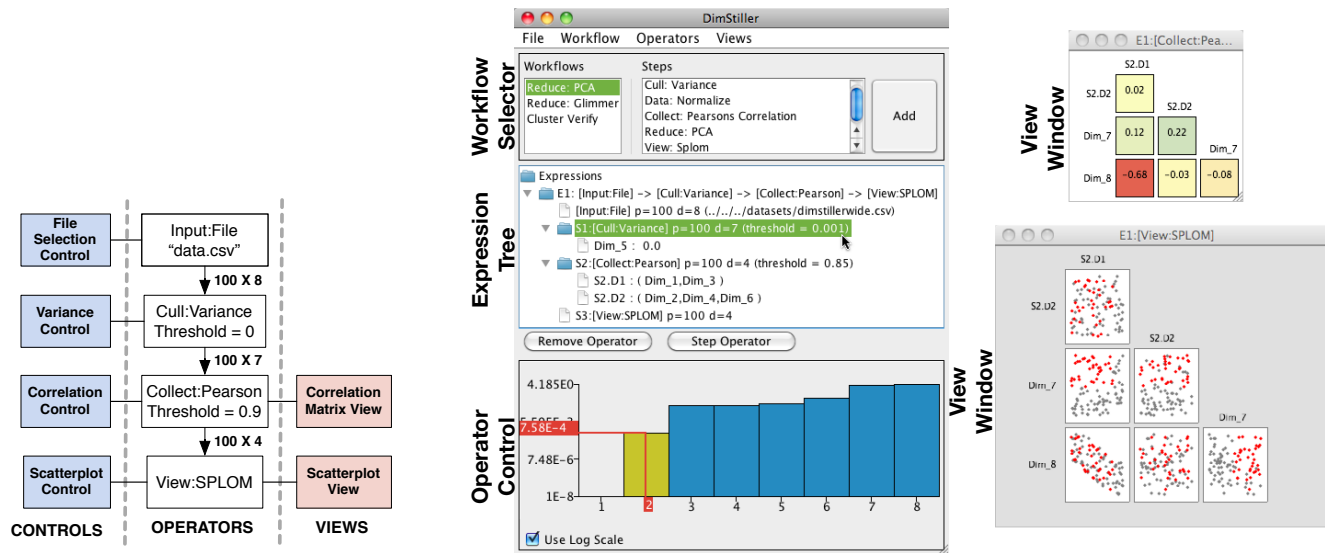 File
Selection
Control
Input:File
“data.csv”
100 X 8
Variance
Control
Cull:Variance
Threshold = 0
100 X 7
Correlation
Control
Collect:Pearson
Threshold = 0.9
Correlation
Matrix View
100 X 4
Scatterplot
Control
View:SPLOM
Scatterplot
View
CONTROLS
OPERATORS
VIEWS
Workflow
Selector
Expression
Tree
Operator
Control
DimStiller
File Workflow Operators Views
Workflows
Reduce: PCA
Reduce: Glimmer
Cluster Verify
Steps
Cull: Variance
Data: Normalize
Collect: Pearsons Correlation
Reduce: PCA
View: Splom
Add
Expressions
E1: [Input:File] -> [Cull:Variance] -> [Collect:Pearson] -> [View:SPLOM]
[Input:File] p=100 d=8 (../../../datasets/dimstillerwide.csv)
S1:[Cull:Variance] p=100 d=7 (threshold = 0.001)
Dim_5 : 0.0
S2:[Collect:Pearson] p=100 d=4 (threshold = 0.85)
S2.D1 : ( Dim_1,Dim_3 )
S2.D2 : ( Dim_2,Dim_4,Dim_6 )
S3:[View:SPLOM] p=100 d=4
Remove Operator Step Operator
4.185E0
7.58E-4
7.48E-6
1E-8
1 2 3 4 5 6 7 8
Use Log Scale
View
Window
E1:[Collect:Pea...
S2.D1
S2.D2 0.02
S2.D2
Dim_7 0.12 0.22
Dim_7
Dim_8 -0.68 -0.03 -0.08
View
Window
E1:[View:SPLOM]
S2.D1
S2.D2
S2.D2
Dim_7
Dim_7
Dim_8